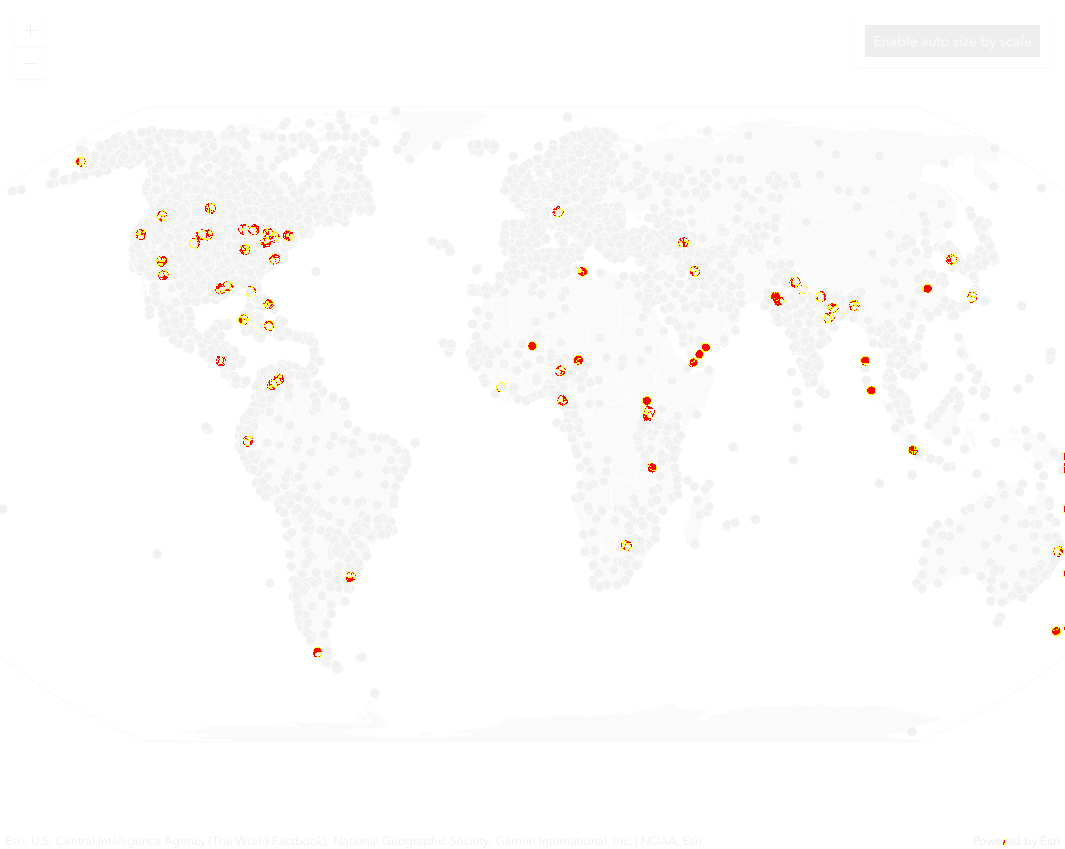 +
Enable auto size by scale
−
Esri; U.S. Central Intelligence Agency (The World Factbook); National Geographic Society; Garmin International, Inc. | NOAA, Esri
Powered by Esri